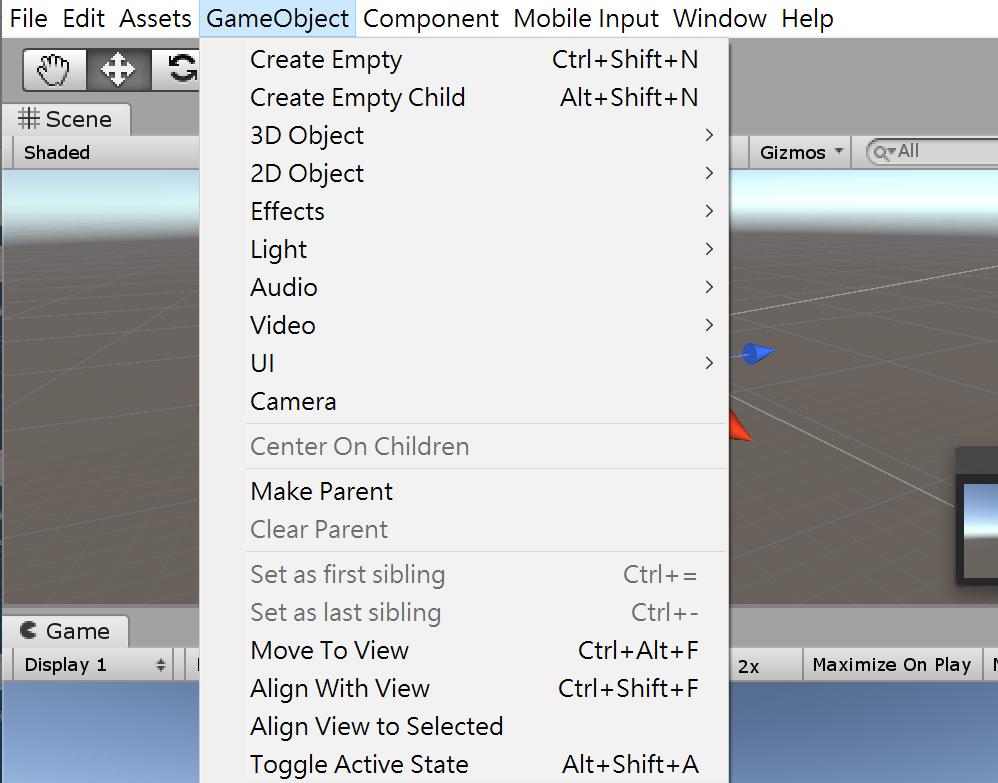 File Edit Assets GameObject Component Mobile Input Window Help
Create Empty Ctrl+Shift+N
Create Empty Child Alt+Shift+N
Scene
3D Object
Shaded
Gizmos
All
2D Object
Effects
Light
Audio
Video
UI
Camera
Center On Children
Make Parent
Clear Parent
Set as first sibling Ctrl+=
Set as last sibling Ctrl+-
Game
Move To View Ctrl+Alt+F
Display 1
2x
Maximize On Play
Align With View Ctrl+Shift+F
Align View to Selected
Toggle Active State Alt+Shift+A